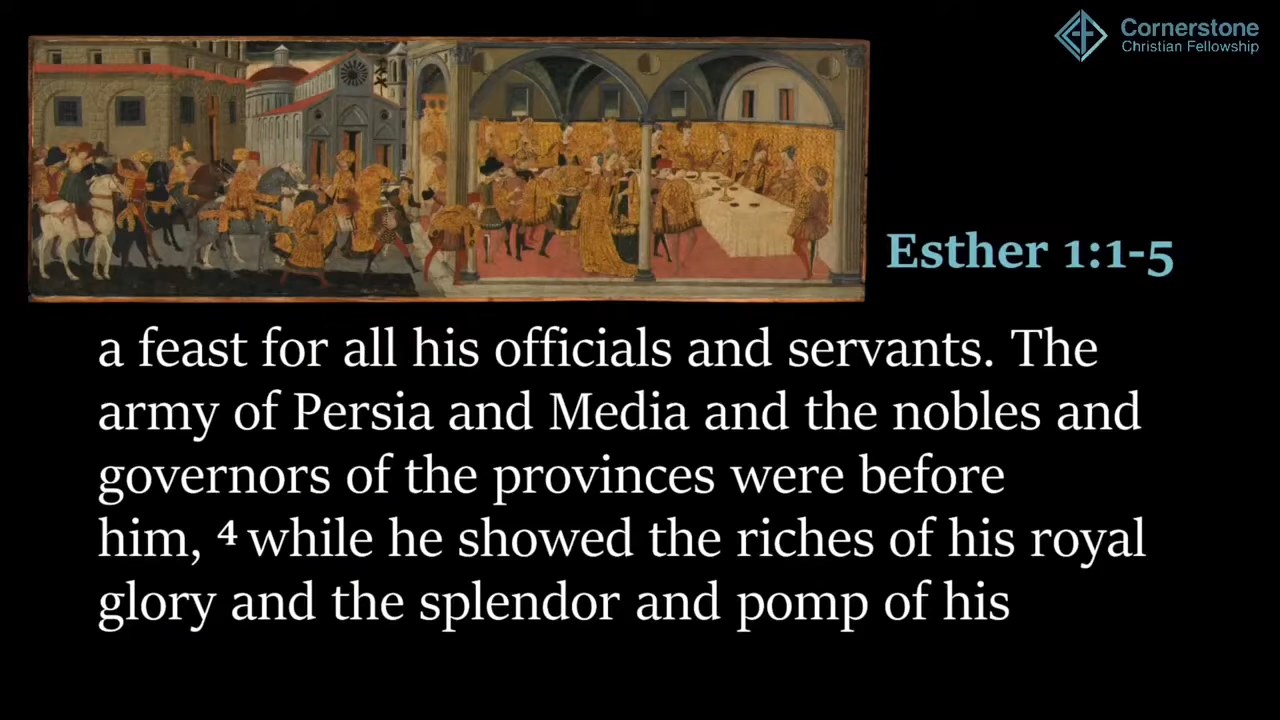 Cornerstone
Christian Fellowship
Esther 1:1-5
a feast for all his officials and servants. The
army of Persia and Media and the nobles and
governors of the provinces were before
him, 4 while he showed the riches of his royal
glory and the splendor and pomp of his